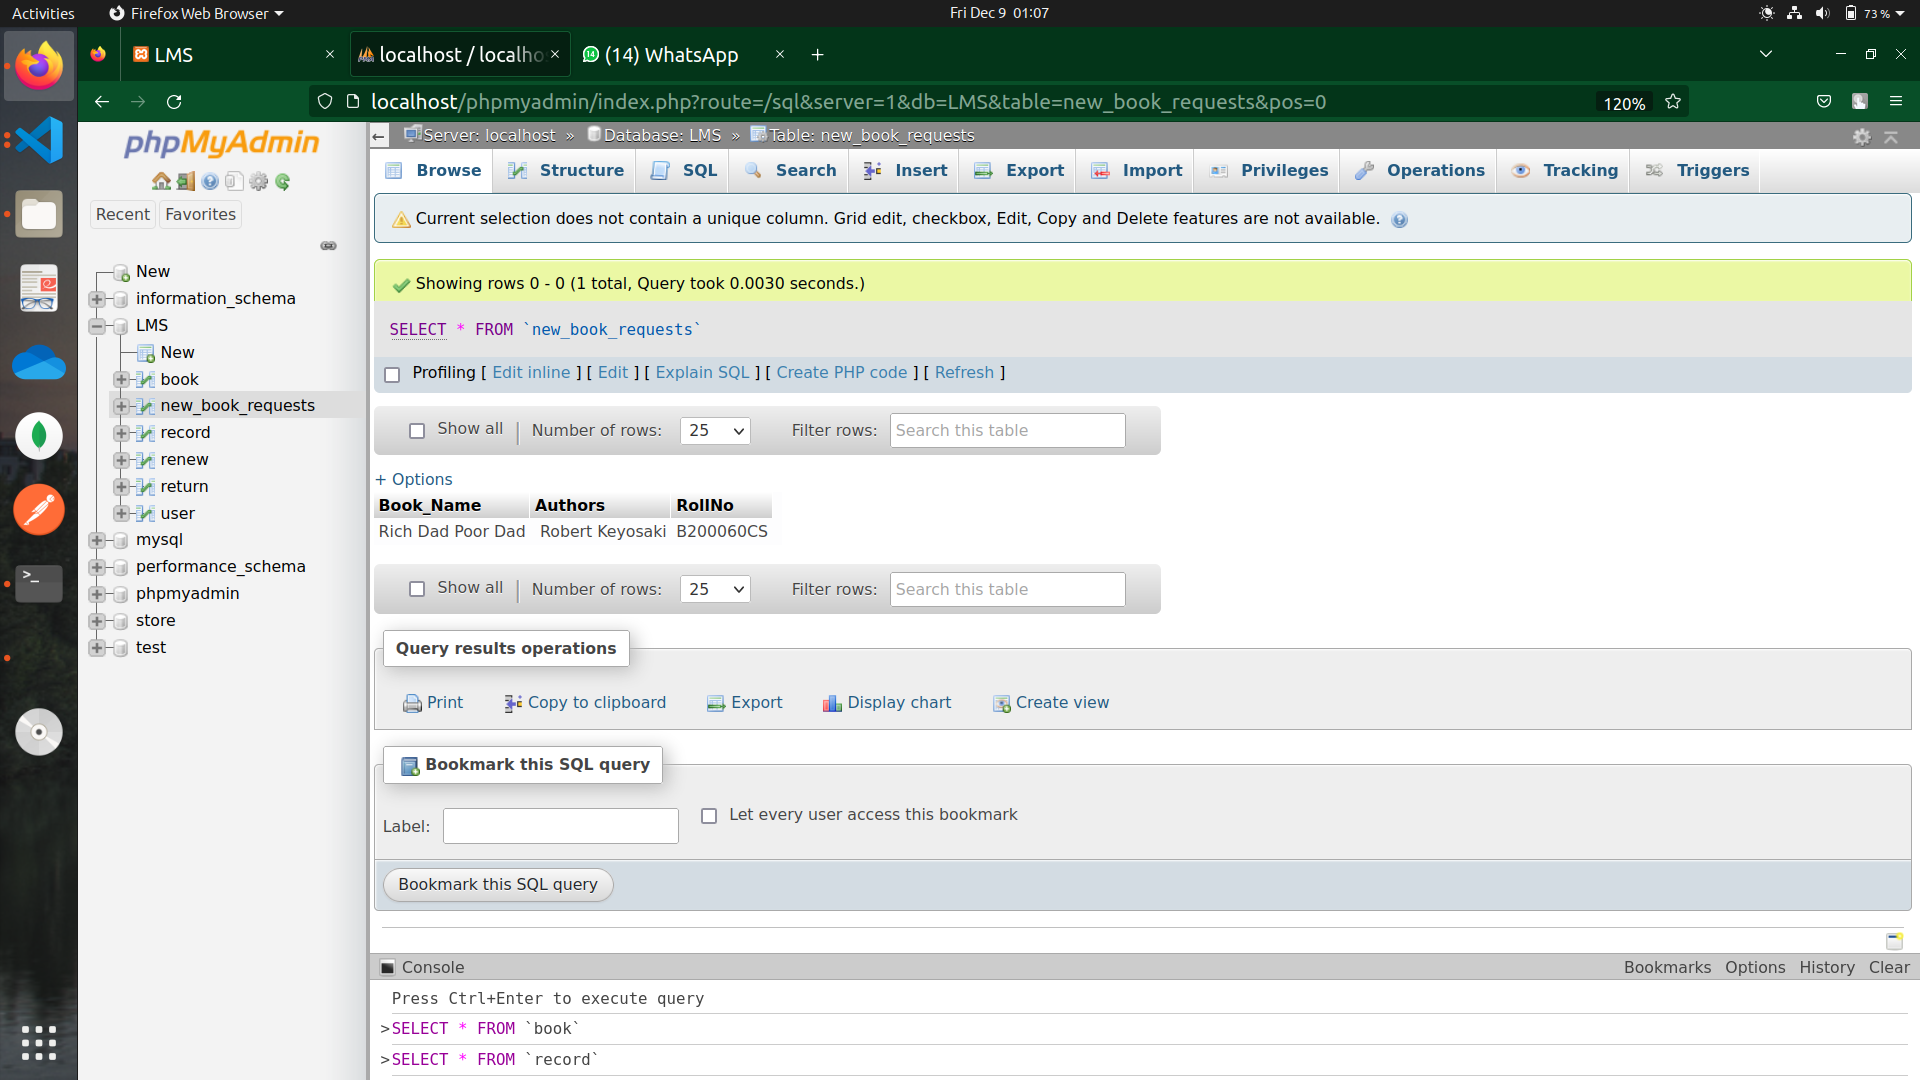 Activities
Firefox Web Browser
Fri Dec 9 01:07
73 %
LMS
localhost / localho
(14) WhatsApp
localhost/phpmyadmin/index.php?route=/sql&server=1&db=LMS&table=new_book_requests&pos=0
120%
phpMyAdmin
Recent
Favorites
New
information_schema
LMS
New
book
new_book_requests
record
renew
return
user
mysql
performance_schema
phpmyadmin
store
test
Server: localhost » Database: LMS » Table: new_book_requests
Browse Structure SQL Search Insert Export Import Privileges Operations Tracking Triggers
Current selection does not contain a unique column. Grid edit, checkbox, Edit, Copy and Delete features are not available.
Showing rows 0 - 0 (1 total, Query took 0.0030 seconds.)
SELECT * FROM `new_book_requests`
Profiling [ Edit inline ] [ Edit ] [ Explain SQL ] [ Create PHP code ] [ Refresh ]
Show all | Number of rows: 25 Filter rows: Search this table
+ Options
Book_Name Authors RollNo
Rich Dad Poor Dad Robert Keyosaki B200060CS
Show all | Number of rows: 25 Filter rows: Search this table
Query results operations
Print Copy to clipboard Export Display chart Create view
Bookmark this SQL query
Label:
Let every user access this bookmark
Bookmark this SQL query
Console
Bookmarks Options History Clear
Press Ctrl+Enter to execute query
>SELECT * FROM `book`
>SELECT * FROM `record`